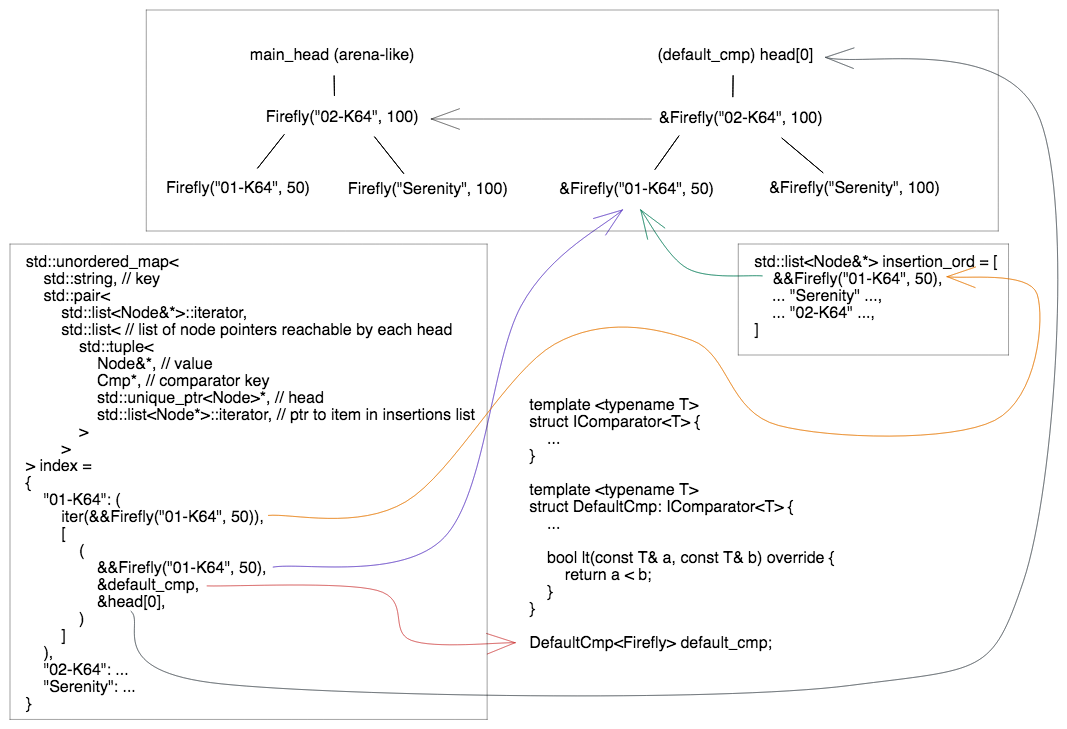 main_head (arena-like)
(default_cmp) head[0]
Firefly("02-K64", 100)
&Firefly("02-K64", 100)
Firefly("01-K64", 50)
Firefly("Serenity", 100)
&Firefly("01-K64", 50)
&Firefly("Serenity", 100)
std::unordered_map<
std::string, // key
std::pair<
std::list<Node&*>::iterator,
std::list< // list of node pointers reachable by each head
std::tuple<
Node&*, // value
Cmp*, // comparator key
std::unique_ptr<Node>*, // head
std::list<Node*>::iterator, // ptr to item in insertions list
>
>
> index =
{
"01-K64": (
iter(&&Firefly("01-K64", 50)),
[
(
&&Firefly("01-K64", 50),
&default_cmp,
&head[0],
)
]
),
"02-K64": ...
"Serenity": ...
}
std::list<Node&*> insertion_ord = [
&&Firefly("01-K64", 50),
... "Serenity" ...,
... "02-K64" ...,
]
template <typename T>
struct IComparator<T> {
...
}
template <typename T>
struct DefaultCmp: IComparator<T> {
...
bool lt(const T& a, const T& b) override {
return a < b;
}
}
DefaultCmp<Firefly> default_cmp;